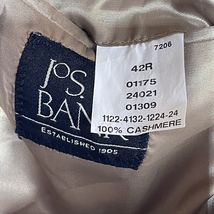 7206
42R
01175
24021
01309
1122-4132-1224-24
100% CASHMERE
JOS.
BANK
ESTABLISHED 1905